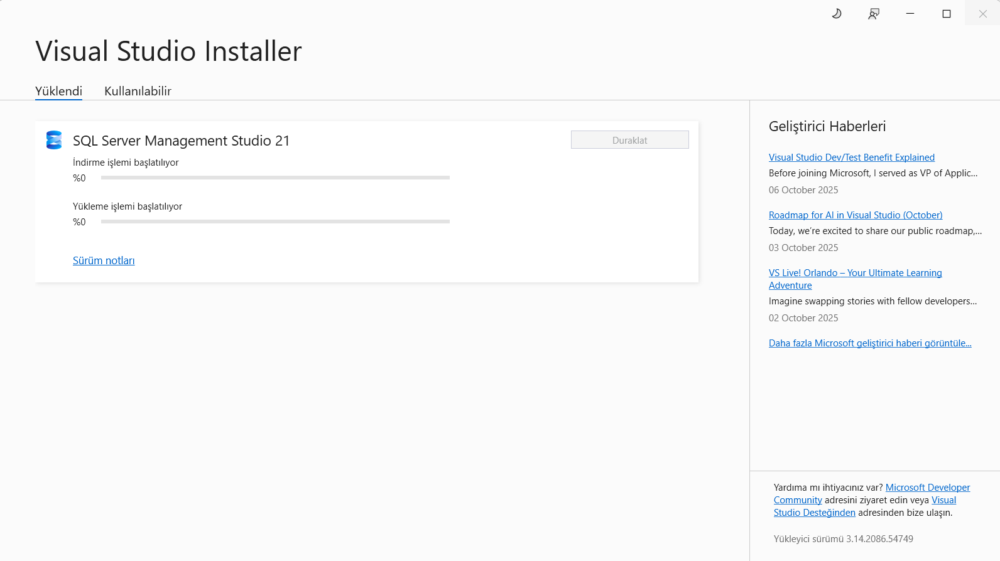 Visual Studio Installer
Yüklendi
Kullanılabilir
SQL Server Management Studio 21
Duraklat
İndirme işlemi başlatılıyor
%0
Yükleme işlemi başlatılıyor
%0
Sürüm notları
Geliştirici Haberleri
Visual Studio Dev/Test Benefit Explained
Before joining Microsoft, I served as VP of Applic...
06 October 2025
Roadmap for AI in Visual Studio (October)
Today, we're excited to share our public roadmap,...
03 October 2025
VS Live! Orlando – Your Ultimate Learning
Adventure
Imagine swapping stories with fellow developers...
02 October 2025
Daha fazla Microsoft geliştirici haberi görüntüle...
Yardıma mı ihtiyacınız var? Microsoft Developer
Community adresini ziyaret edin veya Visual
Studio Desteğinden adresinden bize ulaşın.
Yükleyici sürümü 3.14.2086.54749